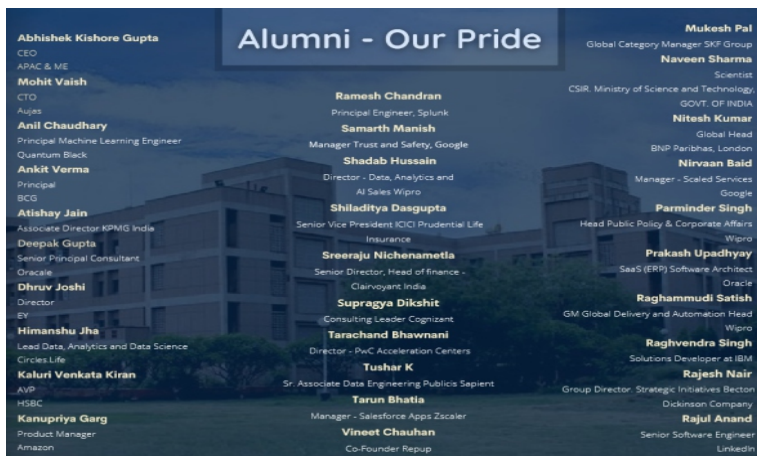 Alumni - Our Pride
Abhishek Kishore Gupta
CEO
APAC & ME
Mohit Vaish
CTO
Aujas
Anil Chaudhary
Principal Machine Learning Engineer
Quantum Black
Ankit Verma
Principal
BCG
Atishay Jain
Associate Director KPMG India
Deepak Gupta
Senior Principal Consultant
Oracale
Dhruv Joshi
Director
EY
Himanshu Jha
Lead Data, Analytics and Data Science
Circles.Life
Kaluri Venkata Kiran
AVP
HSBC
Kanupriya Garg
Product Manager
Amazon
Ramesh Chandran
Principal Engineer, Splunk
Samarth Manish
Manager Trust and Safety, Google
Shadab Hussain
Director - Data, Analytics and
AI Sales Wipro
Shiladitya Dasgupta
Senior Vice President ICICI Prudential Life
Insurance
Sreeraju Nichenametla
Senior Director, Head of finance -
Clairvoyant India
Supragya Dikshit
Consulting Leader Cognizant
Tarachand Bhawnani
Director - PwC Acceleration Centers
Tushar K
Sr. Associate Data Engineering Publicis Sapient
Tarun Bhatia
Manager - Salesforce Apps Zscaler
Vineet Chauhan
Co-Founder Repup
Mukesh Pal
Global Category Manager SKF Group
Naveen Sharma
Scientist
CSIR. Ministry of Science and Technology,
GOVT. OF INDIA
Nitesh Kumar
Global Head
BNP Paribhas, London
Nirvaan Baid
Manager - Scaled Services
Google
Parminder Singh
Head Public Policy & Corporate Affairs
Wipro
Prakash Upadhyay
SaaS (ERP) Software Architect
Oracle
Raghammudi Satish
GM Global Delivery and Automation Head
Wipro
Raghvendra Singh
Solutions Developer at IBM
Rajesh Nair
Group Director. Strategic Initiatives Becton
Dickinson Company
Rajul Anand
Senior Software Engineer
LinkedIn